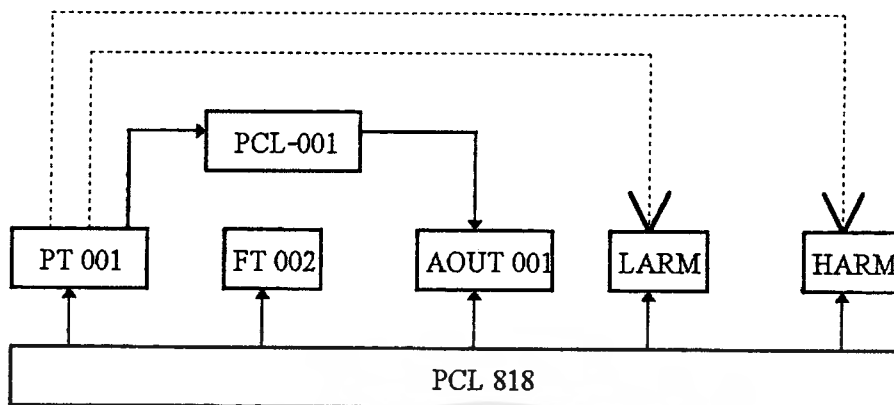 PCL-001
PT 001
FT 002
AOUT 001
LARM
HARM
PCL 818